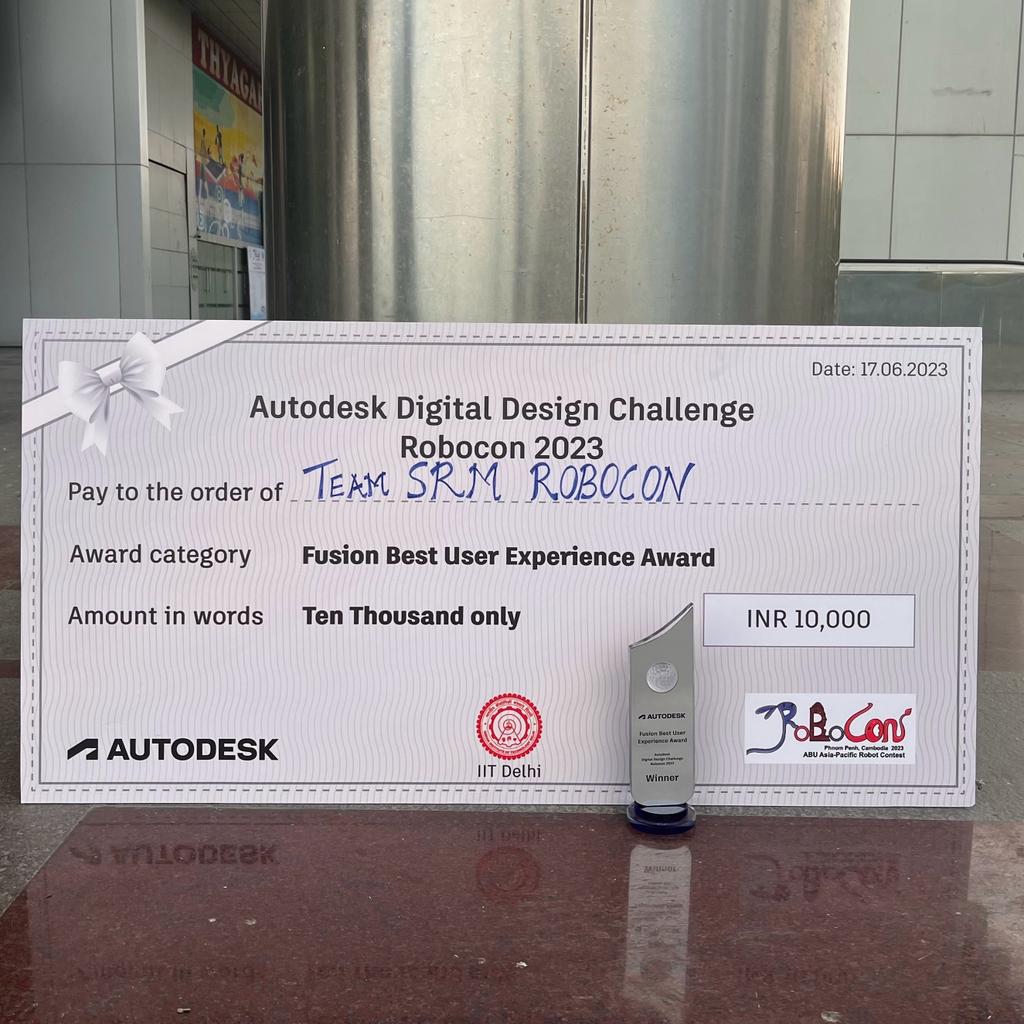 THYAGA
Date: 17.06.2023
Autodesk Digital Design Challenge
Robocon 2023
Pay to the order of TEAM SRM ROBOCON
Award category Fusion Best User Experience Award
Amount in words Ten Thousand only INR 10,000
AUTODESK
IIT Delhi
AUTODESK
Fusion Best User
Experience Award
Autodesk
Digital Design Challenge
Robocon 2023
Winner
ROBOCON
Phnom Penh, Cambodia 2023
ABU Asia-Pacific Robot Contest